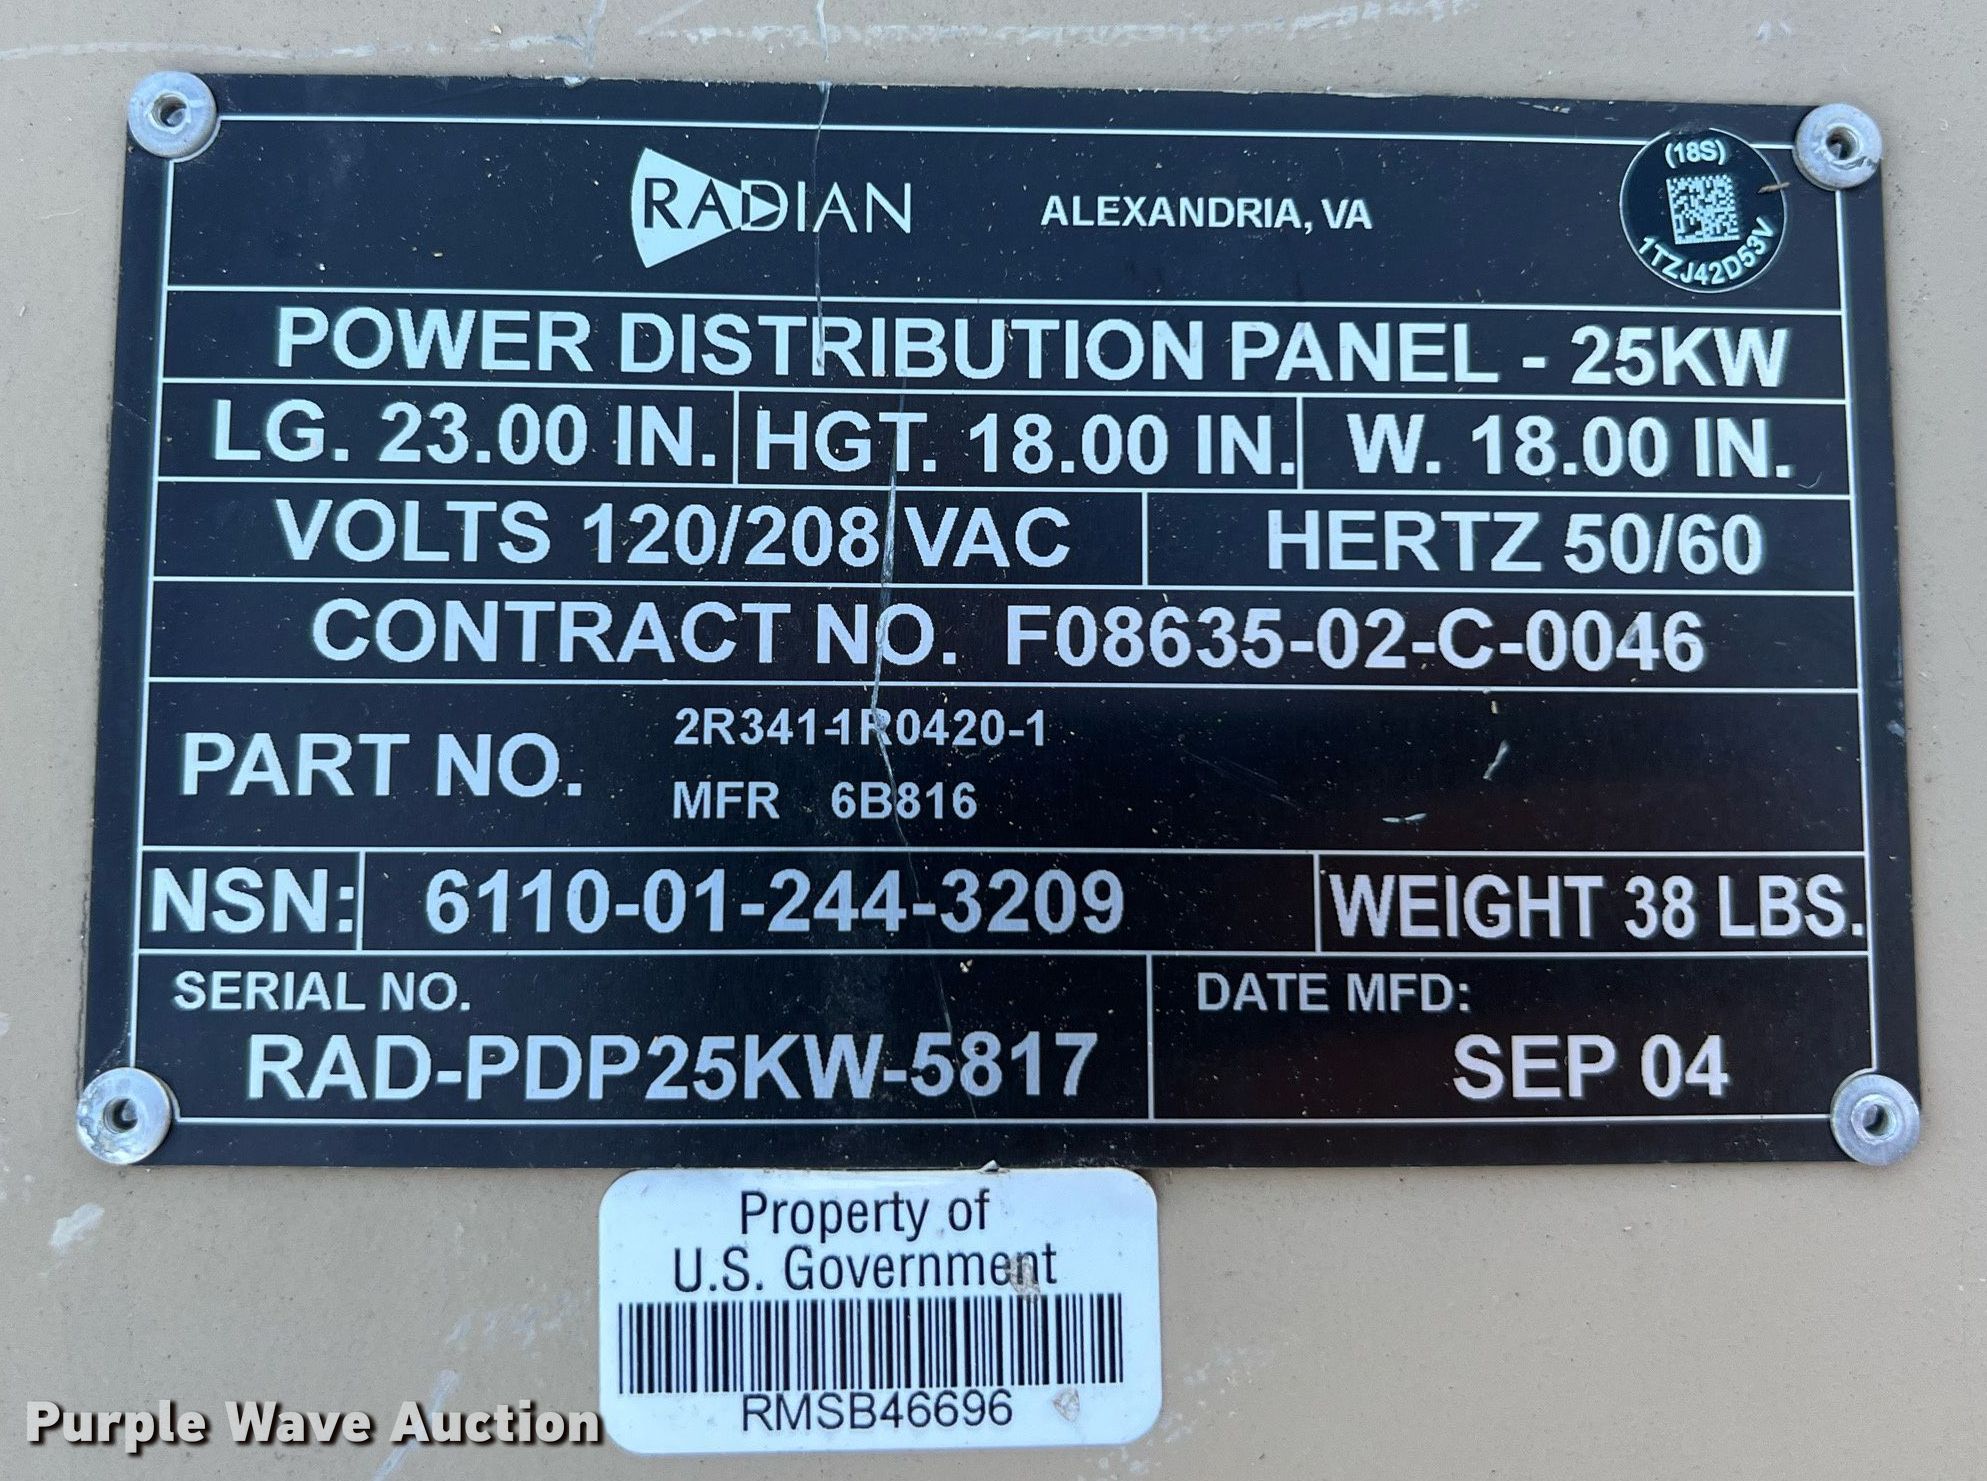 RADIAN ALEXANDRIA, VA
(18S)
1TZJ42D53V
POWER DISTRIBUTION PANEL - 25KW
LG. 23.00 IN. HGT. 18.00 IN. W. 18.00 IN.
VOLTS 120/208 VAC HERTZ 50/60
CONTRACT NO. F08635-02-C-0046
PART NO. 2R341-1R0420-1
MFR 6B816
NSN: 6110-01-244-3209 WEIGHT 38 LBS.
SERIAL NO. DATE MFD:
RAD-PDP25KW-5817 SEP 04
Property of
U.S. Government
RMSB46696
Purple Wave Auction